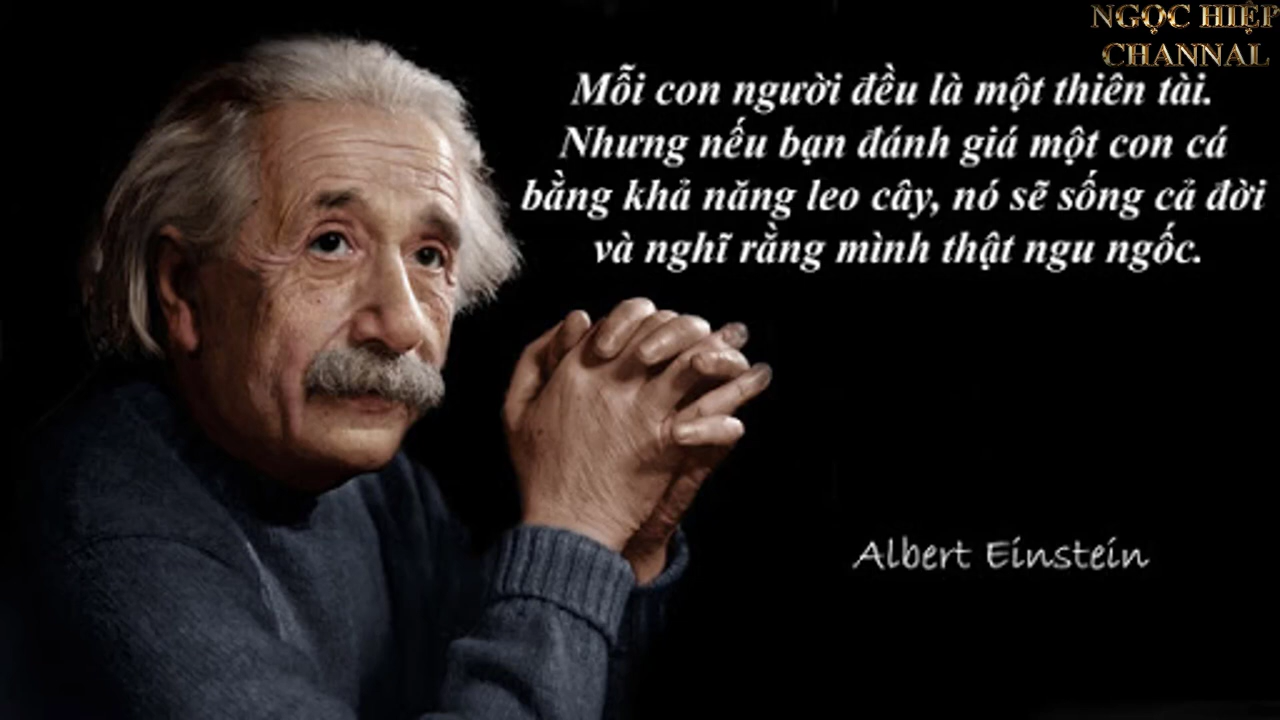 NGỌC HIỆP
CHANNAL
Mỗi con người đều là một thiên tài.
Nhưng nếu bạn đánh giá một con cá
bằng khả năng leo cây, nó sẽ sống cả đời
và nghĩ rằng mình thật ngu ngốc.
Albert Einstein